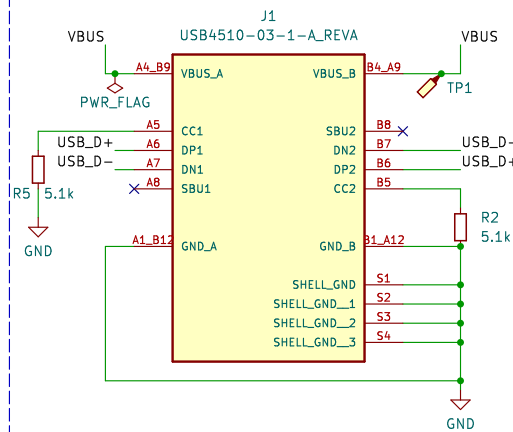 J1
USB4510-03-1-A_REVA
VBUS
VBUS
A4_B9
VBUS_A
VBUS_B
B4_A9
PWR_FLAG
TP1
A5
CC1
SBU2
B8
USB_D+
A6
DP1
DN2
B7
USB_D-
USB_D-
A7
DN1
DP2
B6
USB_D+
A8
SBU1
CC2
B5
R5
5.1k
R2
5.1k
GND
A1_B12
GND_A
GND_B
B1_A12
SHELL_GND
S1
SHELL_GND__1
S2
SHELL_GND__2
S3
SHELL_GND__3
S4
GND